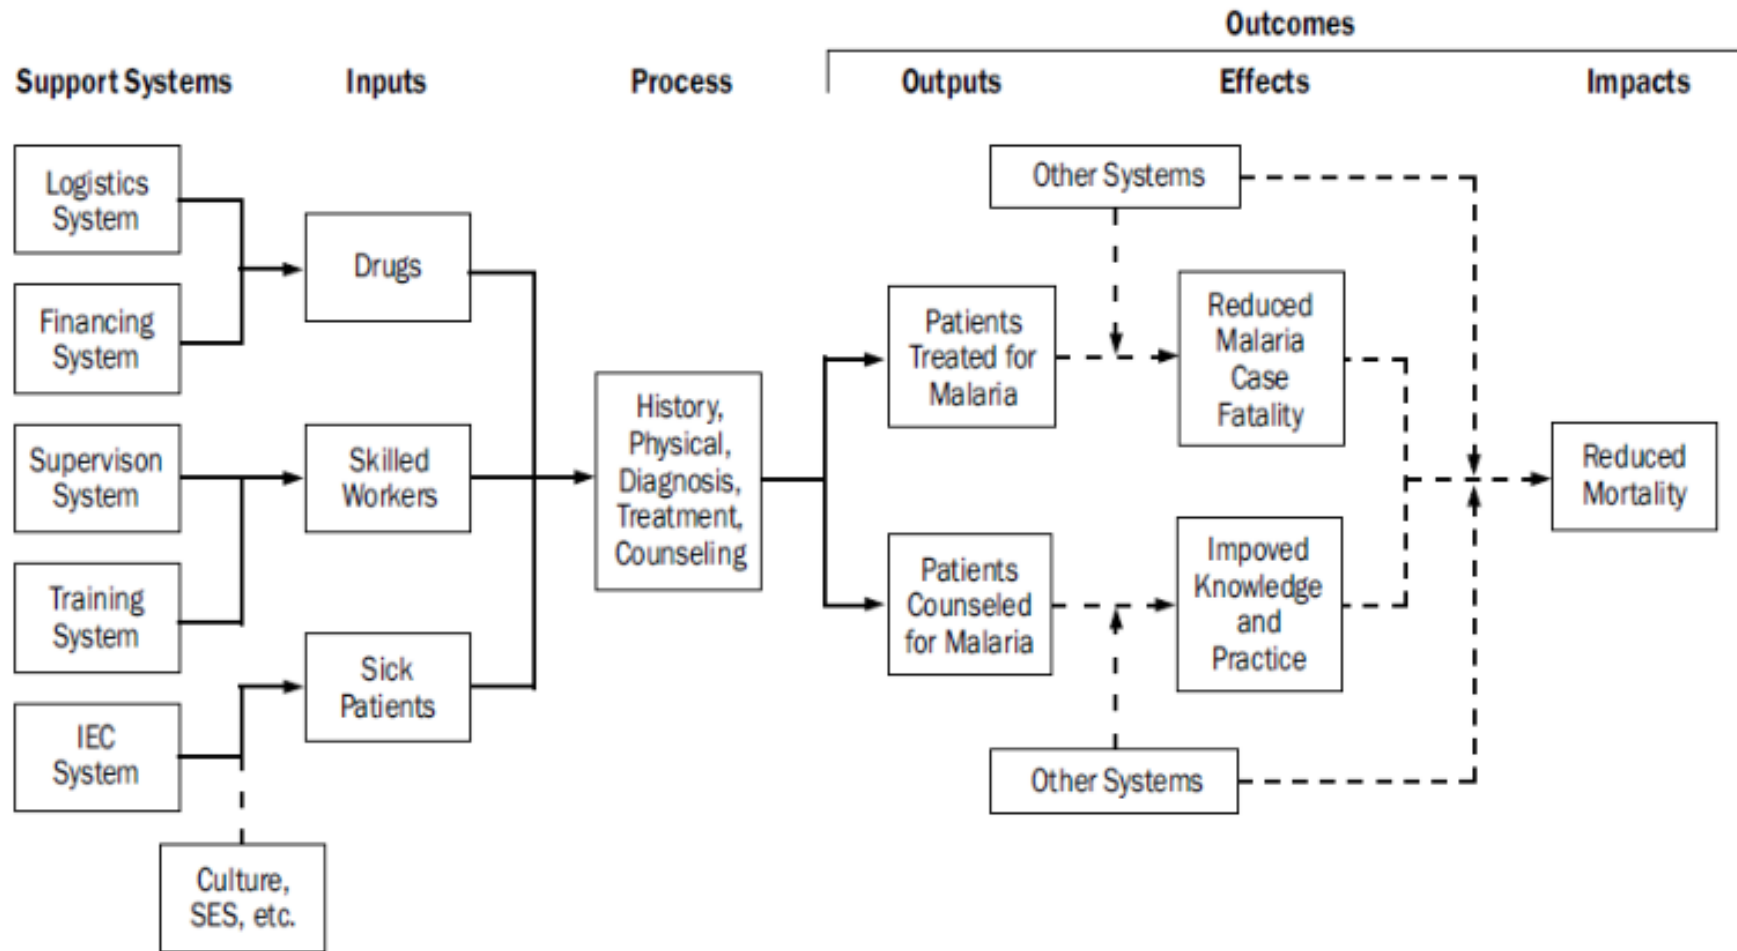 Outcomes
Support Systems
Inputs
Process
Outputs
Effects
Impacts
Logistics
System
Financing
System
Supervison
System
Training
System
IEC
System
Culture,
SES, etc.
Drugs
Skilled
Workers
Sick
Patients
History,
Physical,
Diagnosis,
Treatment,
Counseling
Other Systems
Patients
Treated for
Malaria
Patients
Counseled
for Malaria
Reduced
Malaria
Case
Fatality
Impoved
Knowledge
and
Practice
Other Systems
Reduced
Mortality